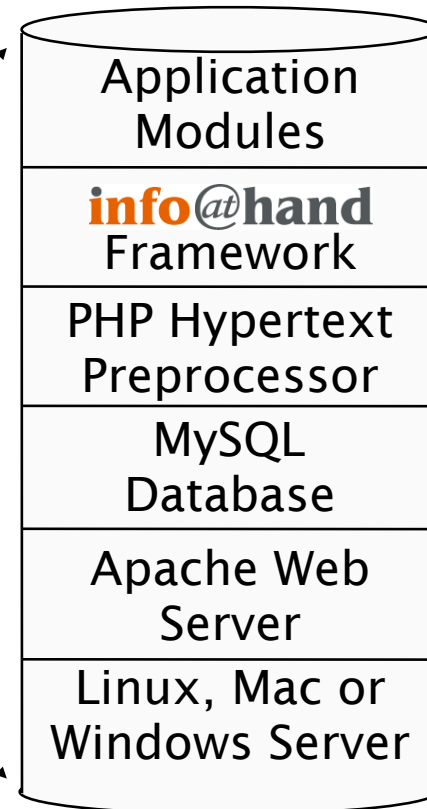 Application
Modules
info@hand
Framework
PHP Hypertext
Preprocessor
MySQL
Database
Apache Web
Server
Linux, Mac or
Windows Server